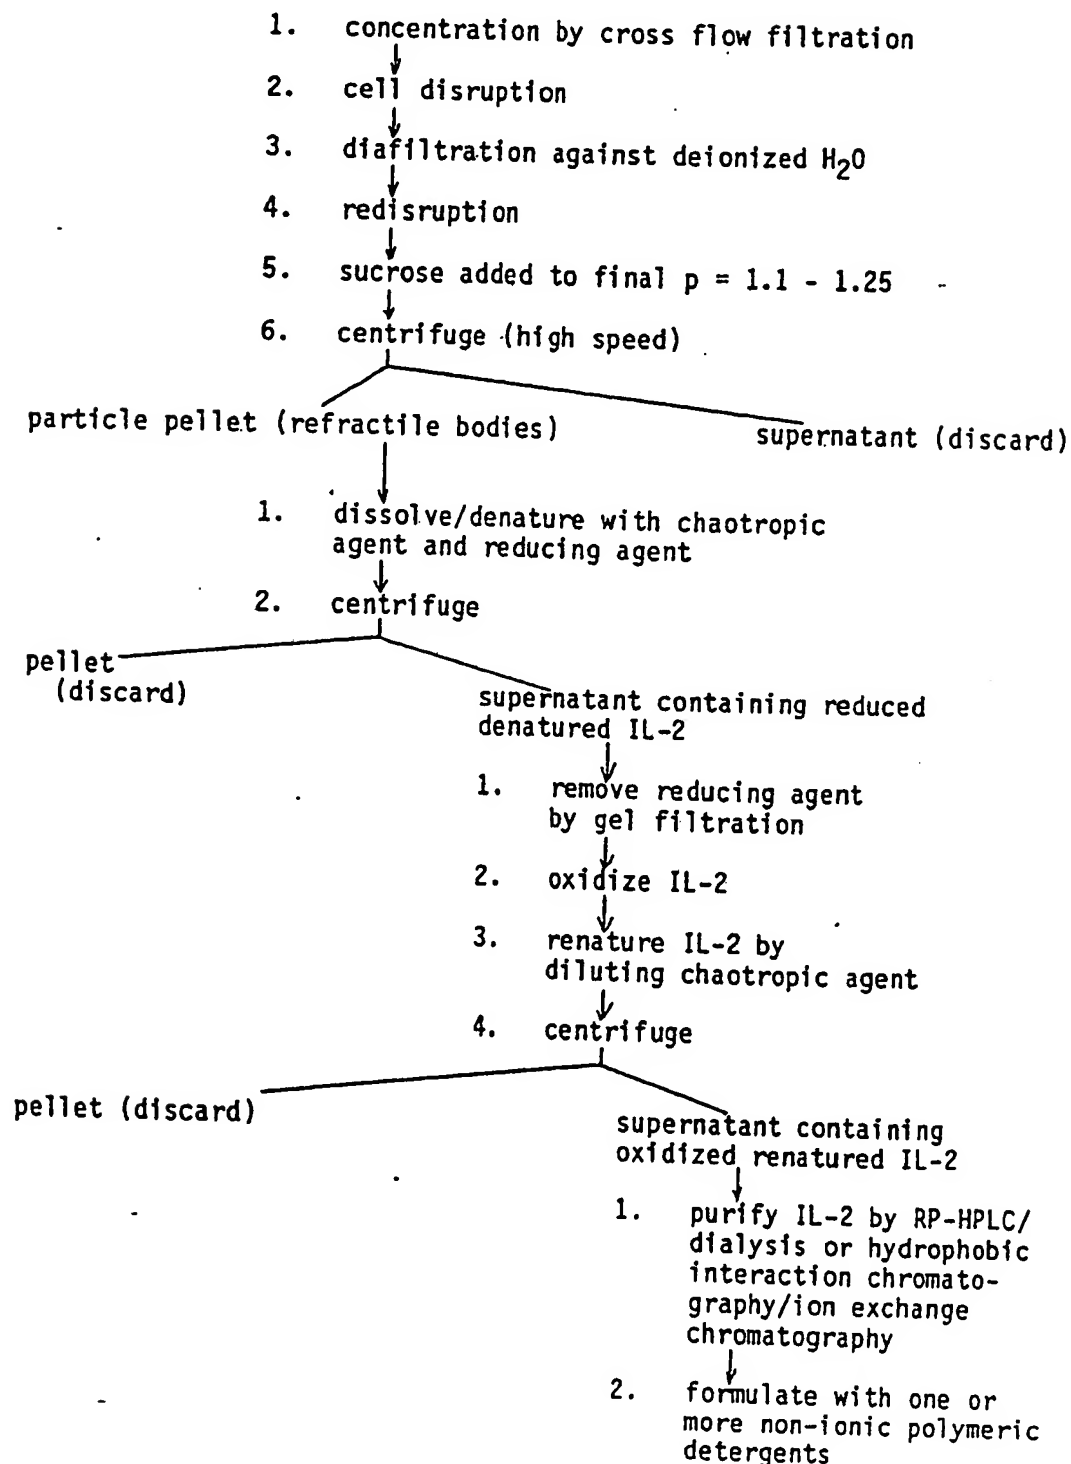 1. concentration by cross flow filtration
2. cell disruption
3. diafiltration against deionized H₂O
4. redisruption
5. sucrose added to final p = 1.1 - 1.25
6. centrifuge (high speed)
particle pellet (refractile bodies)
supernatant (discard)
1. dissolve/denature with chaotropic
agent and reducing agent
2. centrifuge
pellet
(discard)
supernatant containing reduced
denatured IL-2
1. remove reducing agent
by gel filtration
2. oxidize IL-2
3. renature IL-2 by
diluting chaotropic agent
4. centrifuge
pellet (discard)
supernatant containing
oxidized renatured IL-2
1. purify IL-2 by RP-HPLC/
dialysis or hydrophobic
interaction chromato-
graphy/ion exchange
chromatography
2. formulate with one or
more non-ionic polymeric
detergents